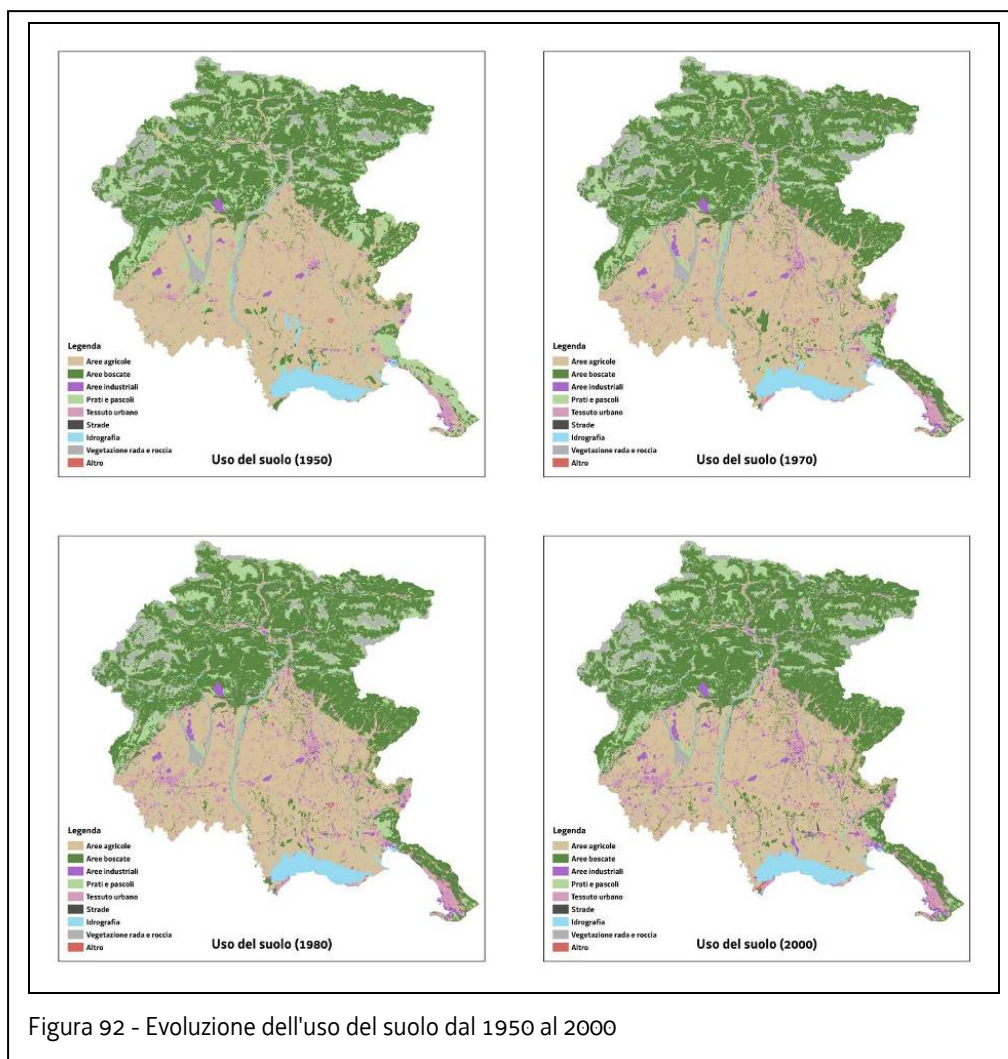 Legenda
Aree agricole
Aree boscate
Aree industriali
Prati e pascoli
Tessuto urbano
Strade
Idrografia
Vegetazione rada e roccia
Altro
Uso del suolo (1950)
Legenda
Aree agricole
Aree boscate
Aree industriali
Prati e pascoli
Tessuto urbano
Strade
Idrografia
Vegetazione rada e roccia
Altro
Uso del suolo (1970)
Legenda
Aree agricole
Aree boscate
Aree industriali
Prati e pascoli
Tessuto urbano
Strade
Idrografia
Vegetazione rada e roccia
Altro
Uso del suolo (1980)
Legenda
Aree agricole
Aree boscate
Aree industriali
Prati e pascoli
Tessuto urbano
Strade
Idrografia
Vegetazione rada e roccia
Altro
Uso del suolo (2000)
Figura 92 - Evoluzione dell'uso del suolo dal 1950 al 2000